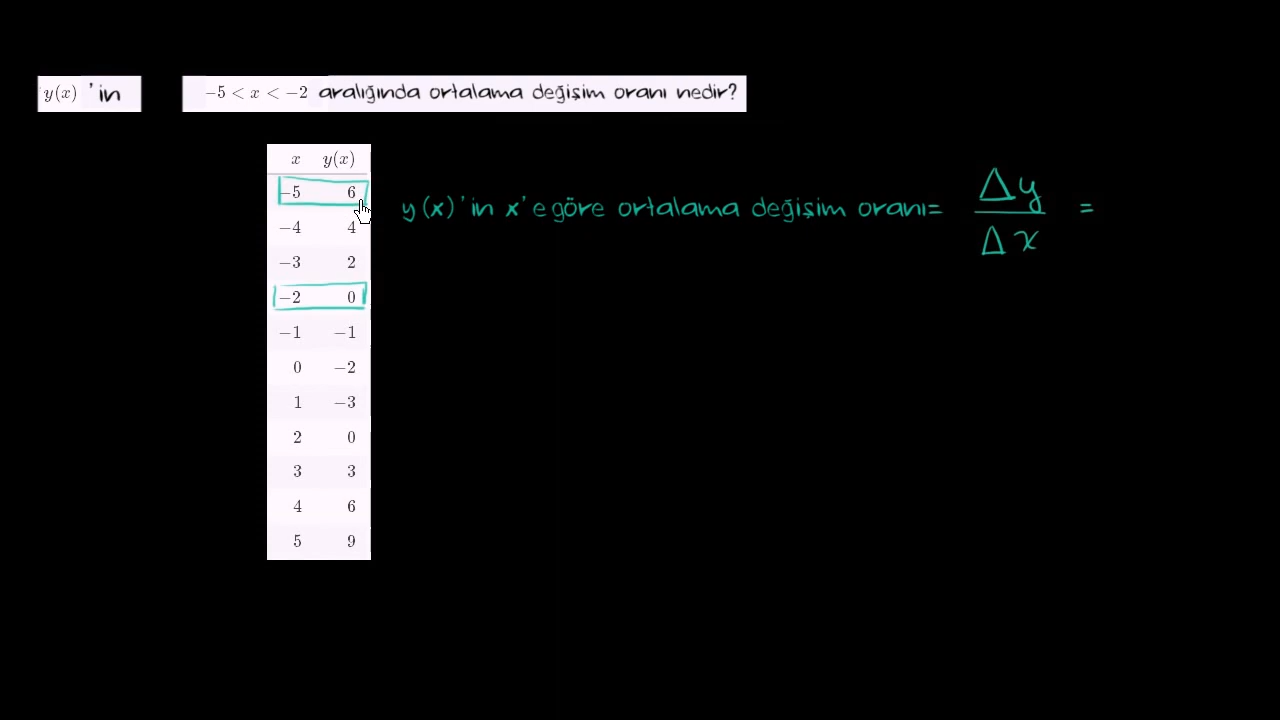 y(x) 'in −5 < x < −2 aralığında ortalama değişim oranı nedir?
x y(x)
−5 6
−4 4
−3 2
−2 0
−1 −1
0 −2
1 −3
2 0
3 3
4 6
5 9
y(x)'in x'e göre ortalama değişim oranı= Δy
Δx =